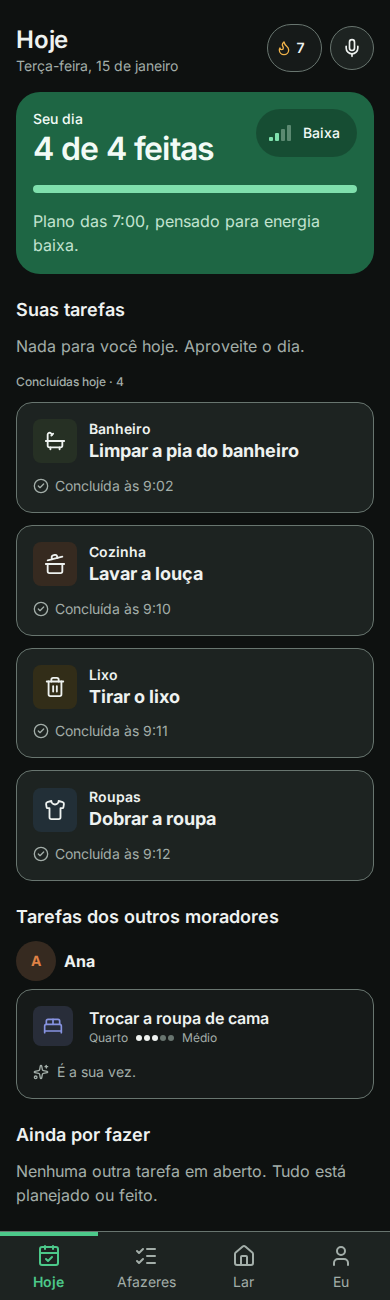 Hoje
Terça-feira, 15 de janeiro
7
Seu dia
4 de 4 feitas
Baixa
Plano das 7:00, pensado para energia
baixa.
Suas tarefas
Nada para você hoje. Aproveite o dia.
Concluídas hoje · 4
Banheiro
Limpar a pia do banheiro
Concluída às 9:02
Cozinha
Lavar a louça
Concluída às 9:10
Lixo
Tirar o lixo
Concluída às 9:11
Roupas
Dobrar a roupa
Concluída às 9:12
Tarefas dos outros moradores
A
Ana
Trocar a roupa de cama
Quarto
Médio
É a sua vez.
Ainda por fazer
Nenhuma outra tarefa em aberto. Tudo está
planejado ou feito.
Hoje
Afazeres
Lar
Eu